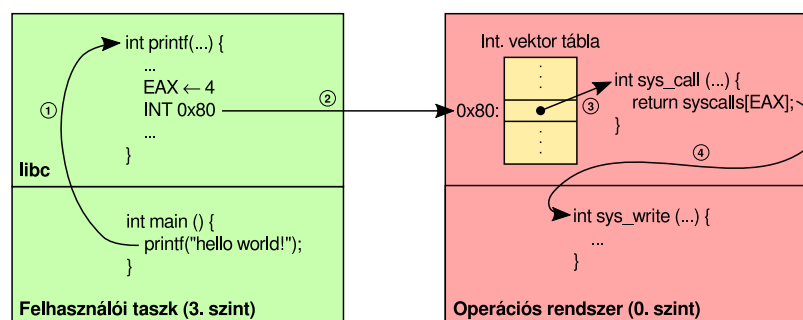 int printf(...) {
...
EAX ← 4
INT 0x80
...
}
libc
①
int main () {
printf("hello world!");
}
Felhasználói taszk (3. szint)
②
Int. vektor tábla
0x80:
③
int sys_call (...) {
return syscalls[EAX];
}
④
int sys_write (...) {
...
}
Operációs rendszer (0. szint)